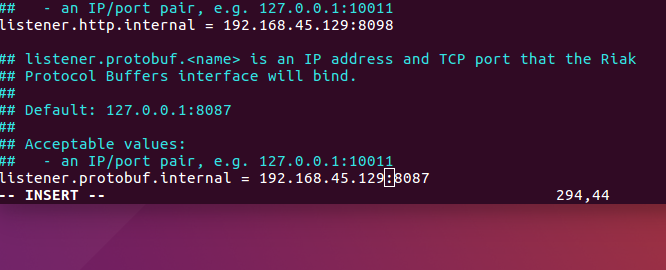 ##   - an IP/port pair, e.g. 127.0.0.1:10011
listener.http.internal = 192.168.45.129:8098
## listener.protobuf.<name> is an IP address and TCP port that the Riak
## Protocol Buffers interface will bind.
##
## Default: 127.0.0.1:8087
##
## Acceptable values:
##   - an IP/port pair, e.g. 127.0.0.1:10011
listener.protobuf.internal = 192.168.45.129:8087
-- INSERT -- 294,44